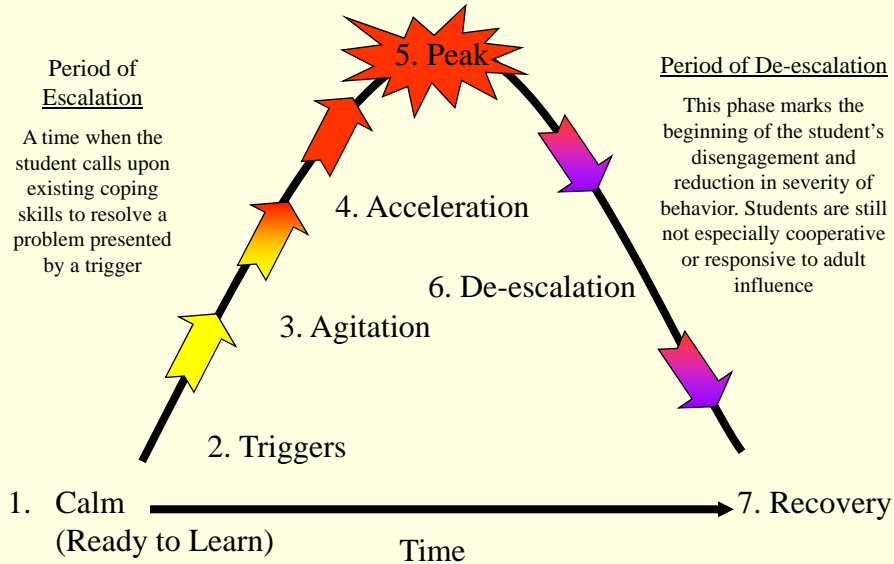 5. Peak
Period of
Escalation
A time when the
student calls upon
existing coping
skills to resolve a
problem presented
by a trigger
Period of De-escalation
This phase marks the
beginning of the student’s
disengagement and
reduction in severity of
behavior. Students are still
not especially cooperative
or responsive to adult
influence
4. Acceleration
6. De-escalation
3. Agitation
2. Triggers
1. Calm
(Ready to Learn)
Time
7. Recovery